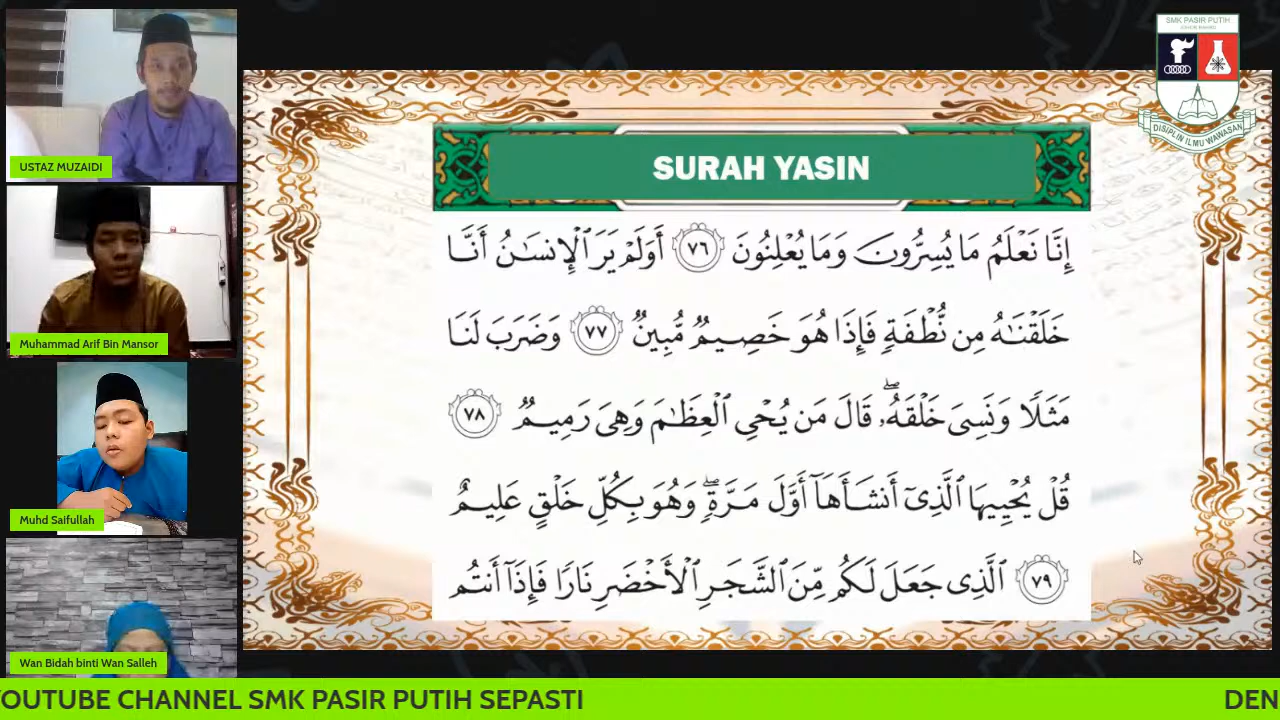 USTAZ MUZAIDI
Muhammad Arif Bin Mansor
Muhd Saifullah
Wan Bidah binti Wan Salleh
SMK PASIR PUTIH
DISIPLIN ILMU WAWASAN
SURAH YASIN
إِنَّا نَعْلَمُ مَا يُسِرُّونَ وَمَا يُعْلِنُونَ ٧٦ أَوَلَمْ يَرَ ٱلْإِنسَـٰنُ أَنَّا
خَلَقْنَـٰهُ مِن نُّطْفَةٍ فَإِذَا هُوَ خَصِيمٌ مُّبِينٌ ٧٧ وَضَرَبَ لَنَا
مَثَلًا وَنَسِىَ خَلْقَهُۥۖ قَالَ مَن يُحْىِ ٱلْعِظَـٰمَ وَهِىَ رَمِيمٌ ٧٨
قُلْ يُحْيِيهَا ٱلَّذِىٓ أَنشَأَهَآ أَوَّلَ مَرَّةٍۖ وَهُوَ بِكُلِّ خَلْقٍ عَلِيمٌ
٧٩ ٱلَّذِى جَعَلَ لَكُم مِّنَ ٱلشَّجَرِ ٱلْأَخْضَرِ نَارًا فَإِذَآ أَنتُم
YOUTUBE CHANNEL SMK PASIR PUTIH SEPASTI
DEN